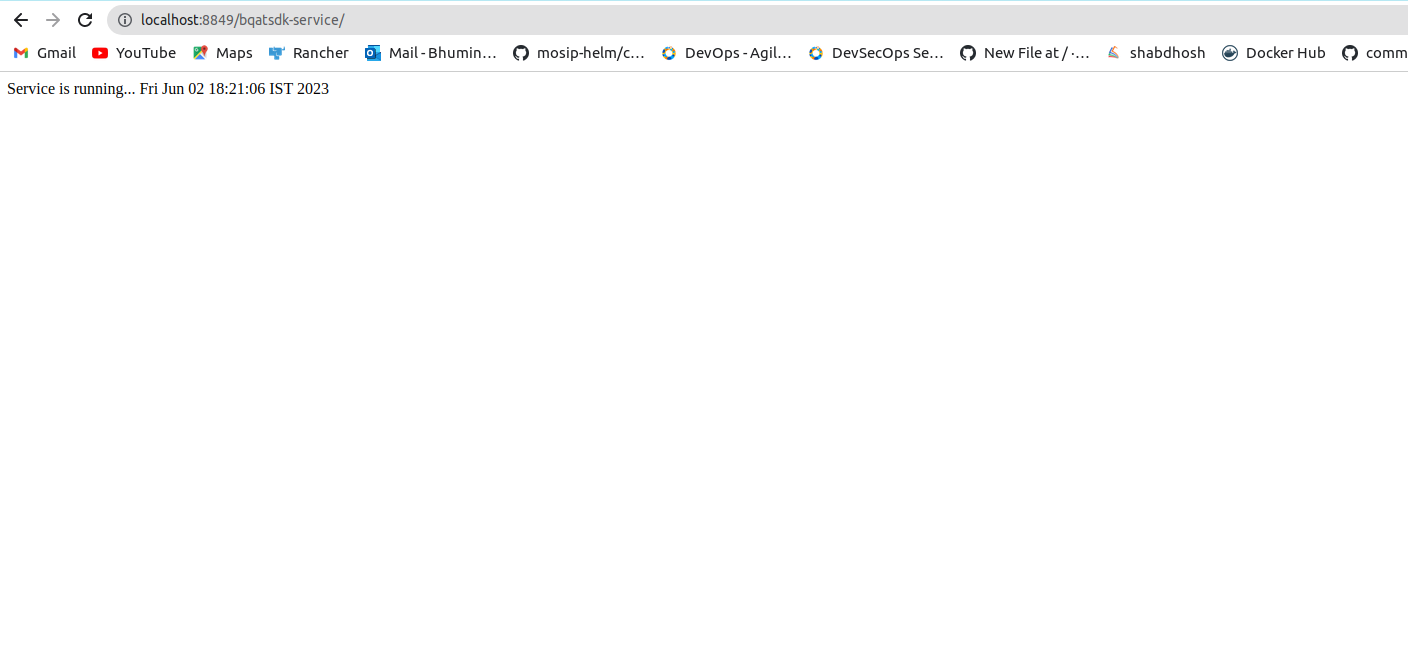 localhost:8849/bqatsdk-service/
Gmail YouTube Maps Rancher Mail - Bhumin… mosip-helm/c… DevOps - Agil… DevSecOps Se… New File at / ·… shabdhosh Docker Hub comm
Service is running... Fri Jun 02 18:21:06 IST 2023